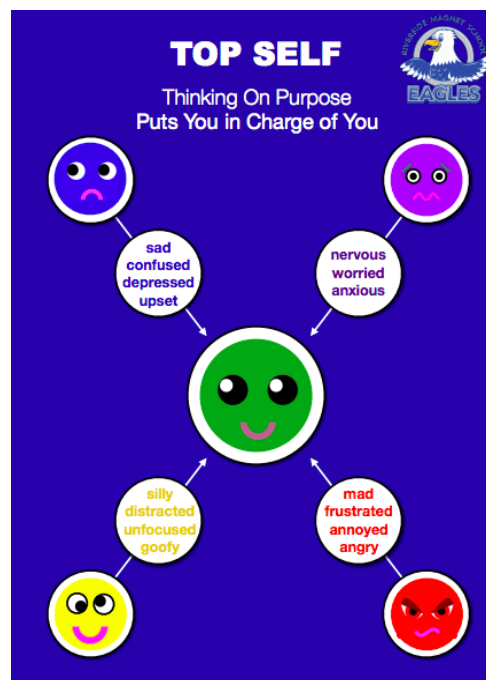 TOP SELF
RIVERSIDE MAGNET SCHOOL
EAGLES
Thinking On Purpose
Puts You in Charge of You
sad
confused
depressed
upset
nervous
worried
anxious
silly
distracted
unfocused
goofy
mad
frustrated
annoyed
angry